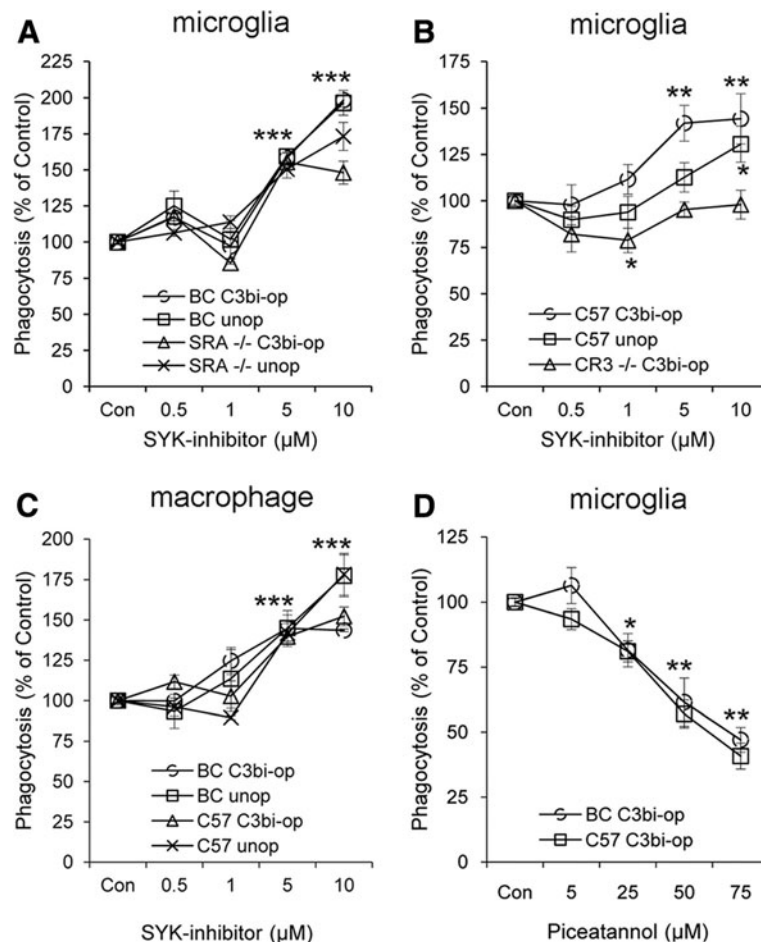 A microglia
Phagocytosis (% of Control)
225
200
175
150
125
100
75
50
25
0
***
***
BC C3bi-op
BC unop
SRA -/- C3bi-op
SRA -/- unop
Con 0.5 1 5 10
SYK-inhibitor (µM)
B microglia
Phagocytosis (% of Control)
175
150
125
100
75
50
25
0
**
**
*
*
C57 C3bi-op
C57 unop
CR3 -/- C3bi-op
Con 0.5 1 5 10
SYK-inhibitor (µM)
C macrophage
Phagocytosis (% of Control)
200
175
150
125
100
75
50
25
0
***
***
BC C3bi-op
BC unop
C57 C3bi-op
C57 unop
Con 0.5 1 5 10
SYK-inhibitor (µM)
D microglia
Phagocytosis (% of Control)
125
100
75
50
25
0
*
**
**
BC C3bi-op
C57 C3bi-op
Con 5 25 50 75
Piceatannol (µM)